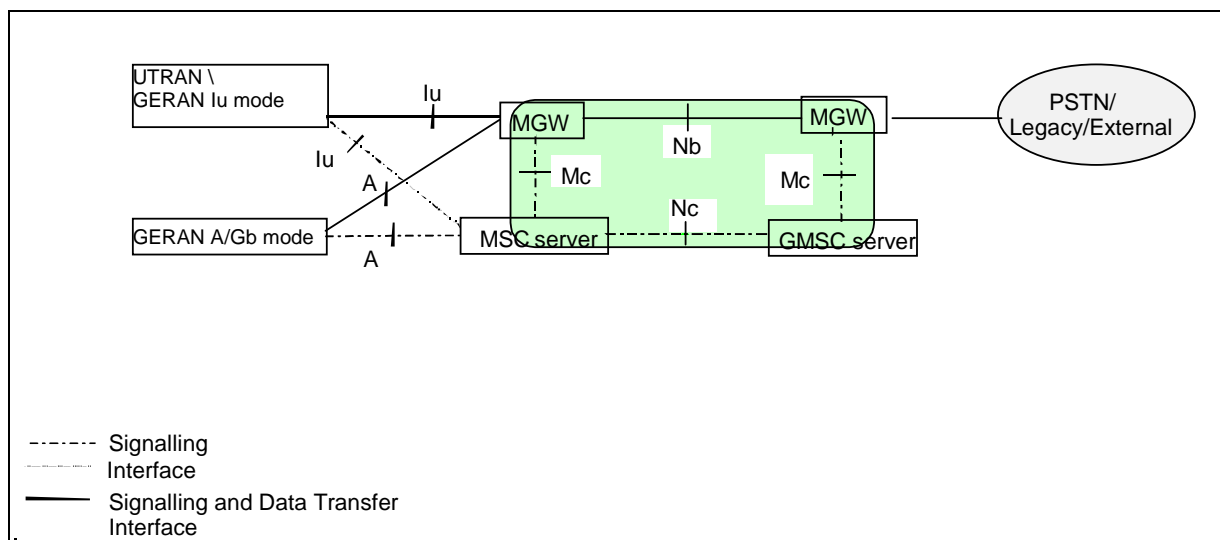 UTRAN \
GERAN Iu mode
Iu
MGW
MGW
PSTN/
Legacy/External
Iu
Nb
Mc
Mc
A
Nc
GERAN A/Gb mode
MSC server
GMSC server
A
Signalling
Interface
Signalling and Data Transfer
Interface